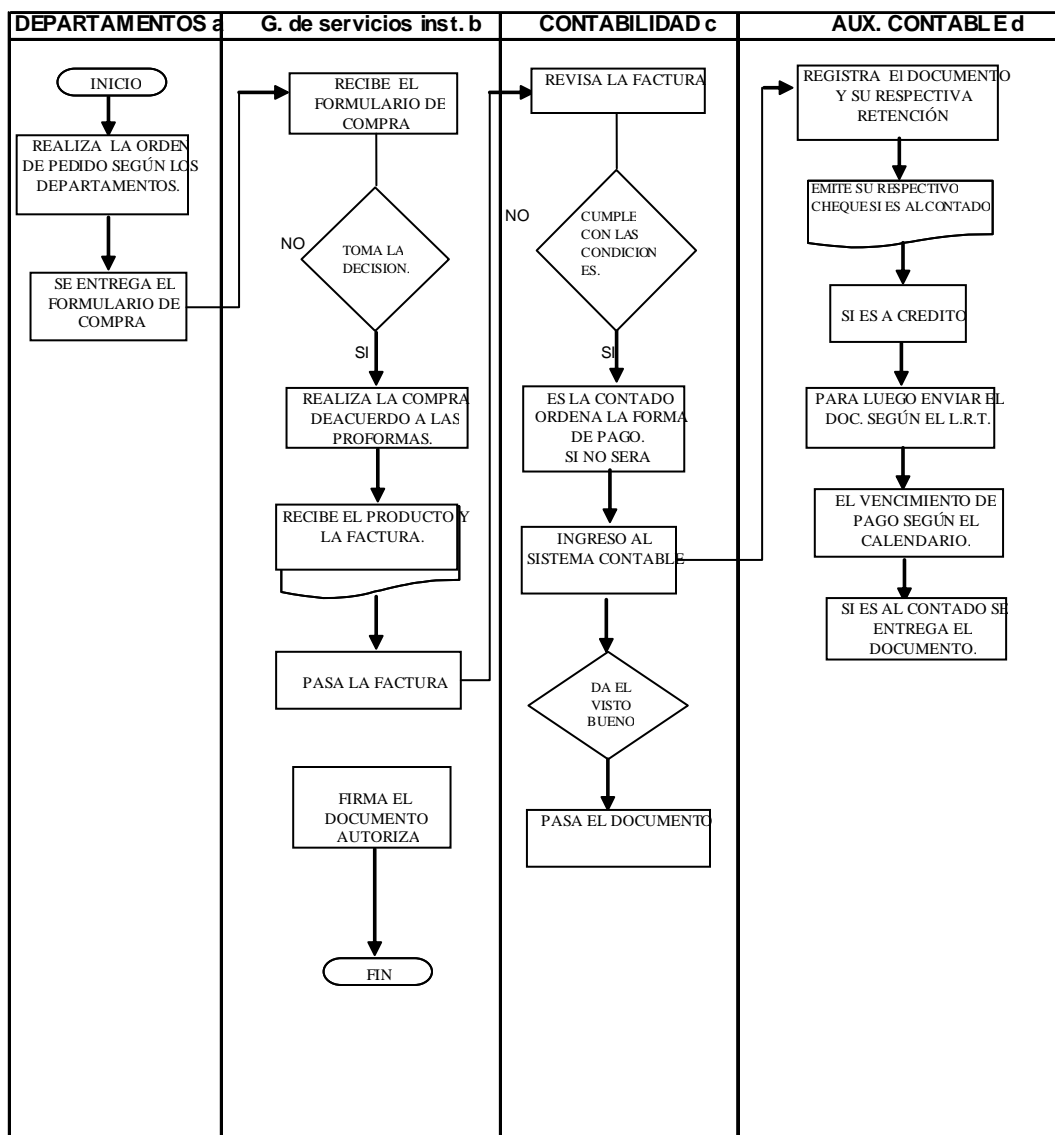 DEPARTAMENTOS a
G. de servicios inst. b
CONTABILIDAD c
AUX. CONTABLE d
INICIO
REALIZA LA ORDEN
DE PEDIDO SEGÚN LOS
DEPARTAMENTOS.
SE ENTREGA EL
FORMULARIO DE
COMPRA
RECIBE EL
FORMULARIO DE
COMPRA
NO
TOMA LA
DECISION.
SI
REALIZA LA COMPRA
DEACUERDO A LAS
PROFORMAS.
RECIBE EL PRODUCTO Y
LA FACTURA.
PASA LA FACTURA
FIRMA EL
DOCUMENTO
AUTORIZA
FIN
REVISA LA FACTURA
NO
CUMPLE
CON LAS
CONDICION
ES.
SI
ES LA CONTADO
ORDENA LA FORMA
DE PAGO.
SI NO SERA
INGRESO AL
SISTEMA CONTABLE
DA EL
VISTO
BUENO
PASA EL DOCUMENTO
REGISTRA El DOCUMENTO
Y SU RESPECTIVA
RETENCIÓN
EMITE SU RESPECTIVO
CHEQUE SI ES AL CONTADO
SI ES A CREDITO
PARA LUEGO ENVIAR EL
DOC. SEGÚN EL L.R.T.
EL VENCIMIENTO DE
PAGO SEGÚN EL
CALENDARIO.
SI ES AL CONTADO SE
ENTREGA EL
DOCUMENTO.